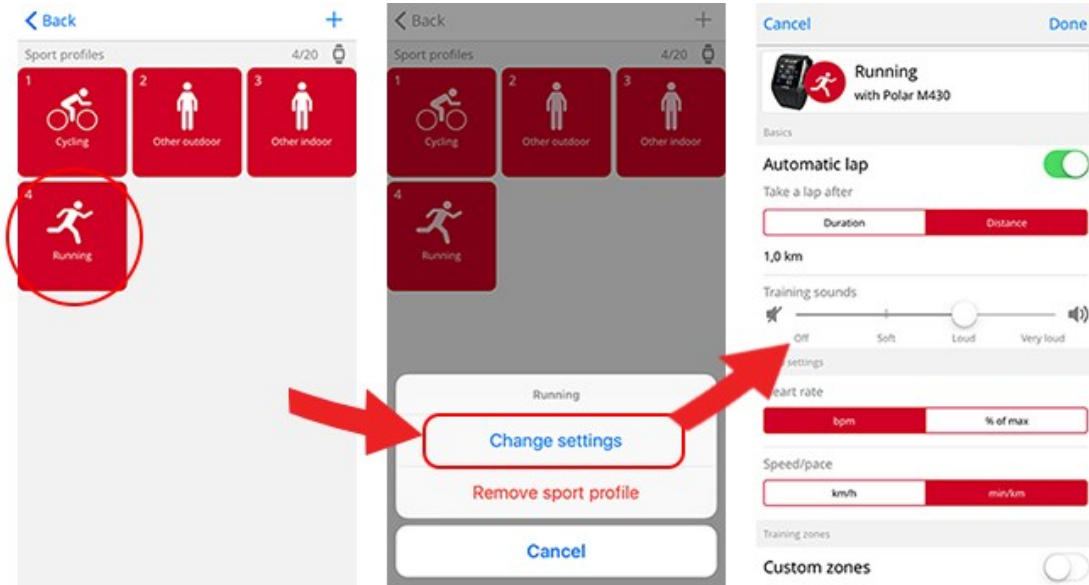 Back
Sport profiles 4/20
1 2 3
Cycling Other outdoor Other indoor
4
Running
Back
Sport profiles 4/20
1 2 3
Cycling Other outdoor Other indoor
4
Running
Running
Change settings
Remove sport profile
Cancel
Cancel Done
Running
with Polar M430
Basics
Automatic lap
Take a lap after
Duration Distance
1,0 km
Training sounds
Off Soft Loud Very loud
settings
eart rate
bpm % of max
Speed/pace
km/h min/km
Training zones
Custom zones